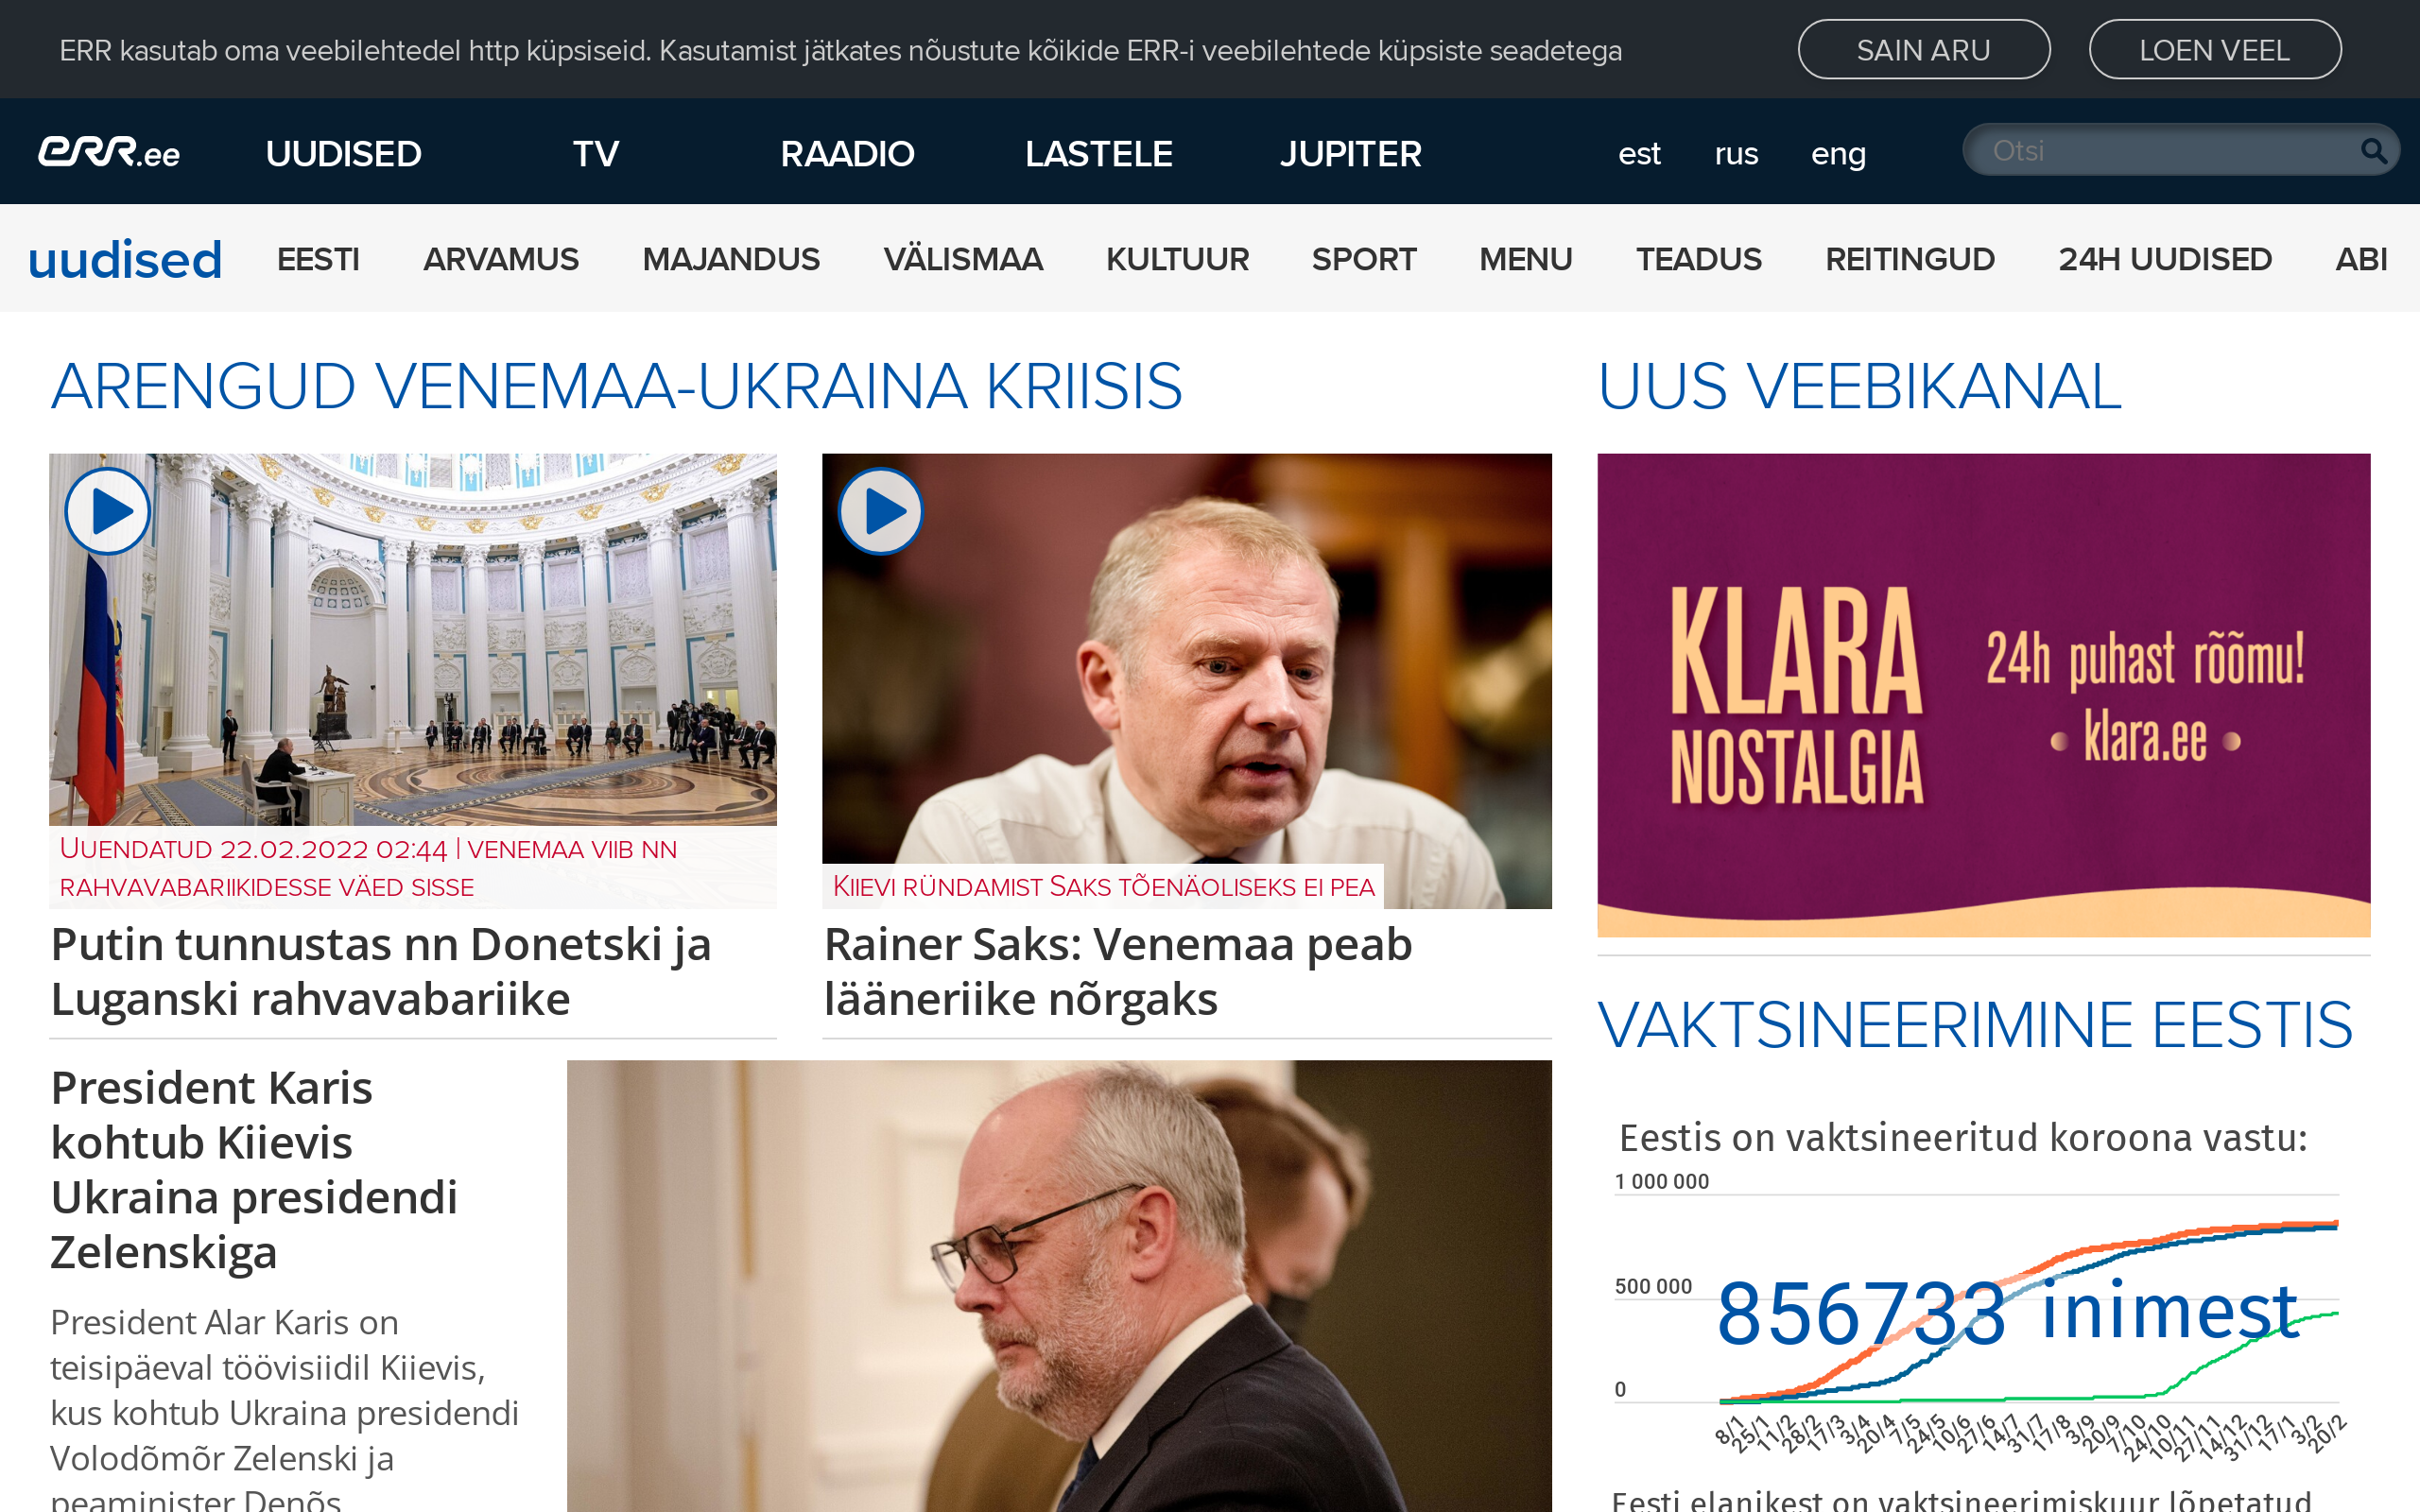 ERR kasutab oma veebilehtedel http küpsiseid. Kasutamist jätkates nõustute kõikide ERR-i veebilehtede küpsiste seadetega
SAIN ARU
LOEN VEEL
err.ee
UUDISED
TV
RAADIO
LASTELE
JUPITER
est
rus
eng
Otsi
uudised
EESTI
ARVAMUS
MAJANDUS
VÄLISMAA
KULTUUR
SPORT
MENU
TEADUS
REITINGUD
24H UUDISED
ABI
ARENGUD VENEMAA-UKRAINA KRIISIS
Uuendatud 22.02.2022 02:44 | venemaa viib nn
rahvavabariikidesse väed sisse
Putin tunnustas nn Donetski ja
Luganski rahvavabariike
Kiievi ründamist Saks tõenäoliseks ei pea
Rainer Saks: Venemaa peab
lääneriike nõrgaks
President Karis
kohtub Kiievis
Ukraina presidendi
Zelenskiga
President Alar Karis on
teisipäeval töövisiidil Kiievis,
kus kohtub Ukraina presidendi
Volodõmõr Zelenski ja
peaminister Denõs
UUS VEEBIKANAL
KLARA
NOSTALGIA
24h puhast rõõmu!
• klara.ee •
VAKTSINEERIMINE EESTIS
Eestis on vaktsineeritud koroona vastu:
1 000 000
500 000
0
856733 inimest
8/1
25/1
11/2
28/2
17/3
3/4
20/4
7/5
24/5
10/6
27/6
14/7
31/7
17/8
3/9
20/9
7/10
24/10
10/11
27/11
14/12
31/12
17/1
3/2
20/2
Eesti elanikest on vaktsineerimiskuur lõpetatud